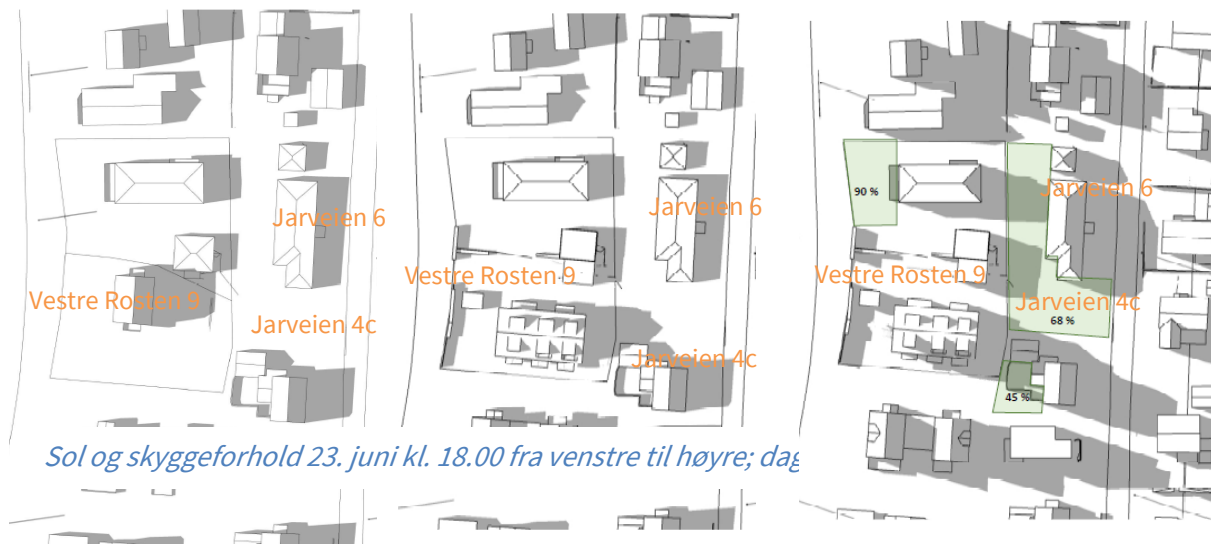 Jarveien 6
Vestre Rosten 9
Jarveien 4c
Jarveien 6
Vestre Rosten 9
Jarveien 4c
90 %
Jarveien 6
Vestre Rosten 9
Jarveien 4c
68 %
45 %
Sol og skyggeforhold 23. juni kl. 18.00 fra venstre til høyre; dag